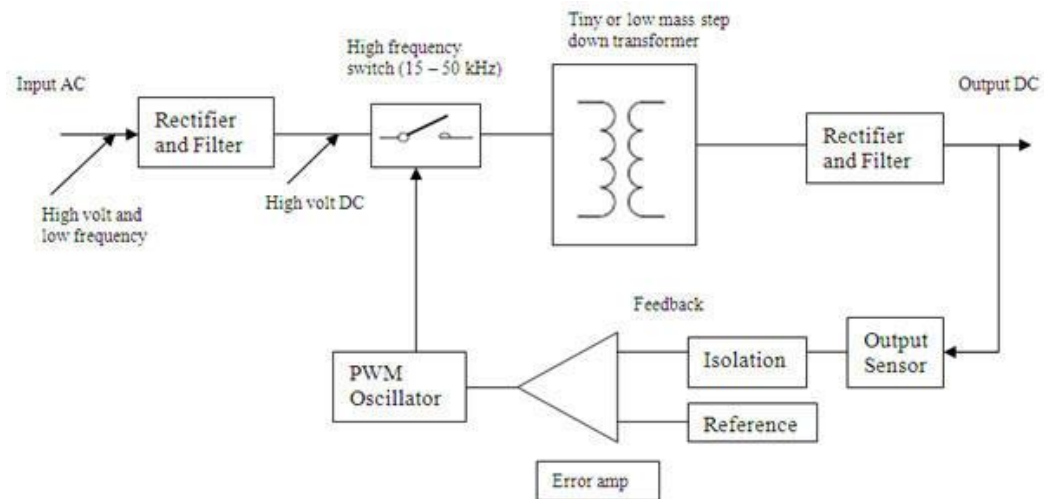 Tiny or low mass step
down transformer
High frequency
switch (15 – 50 kHz)
Input AC
Output DC
Rectifier
and Filter
Rectifier
and Filter
High volt DC
High volt and
low frequency
Feedback
PWM
Oscillator
Isolation
Output
Sensor
Reference
Error amp